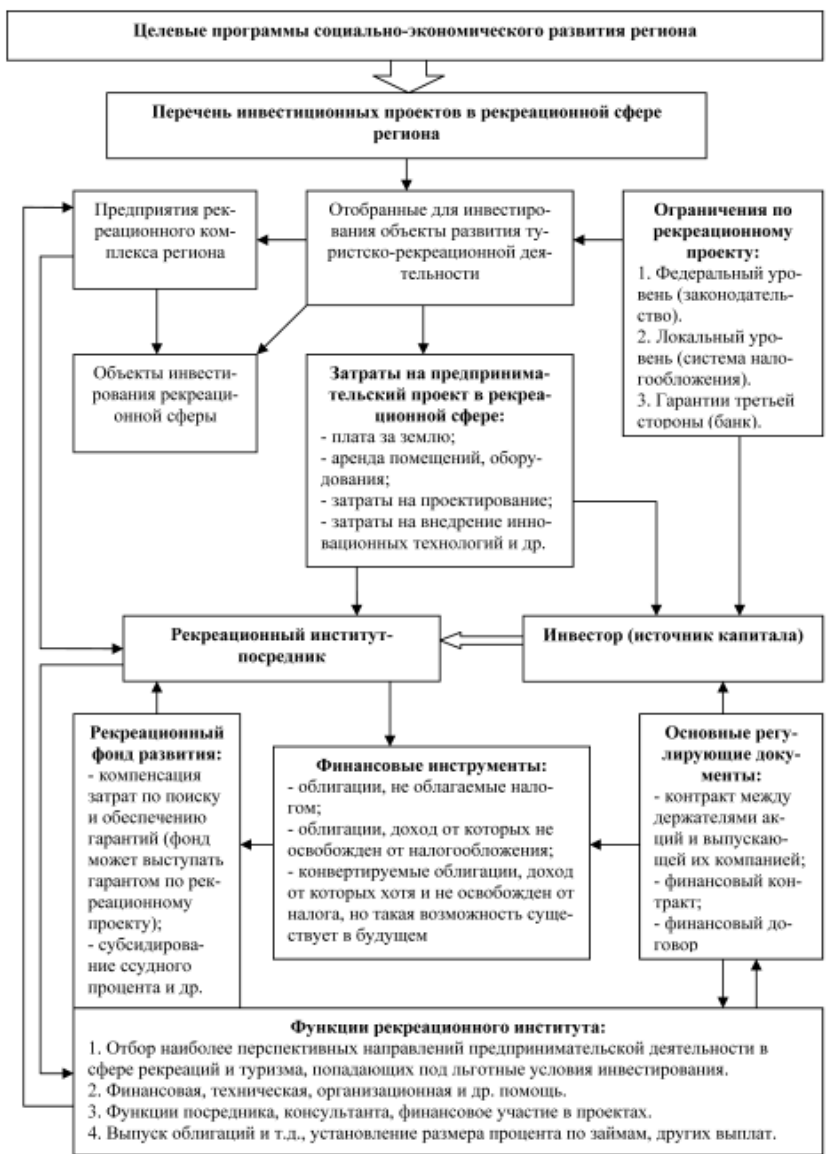 Целевые программы социально-экономического развития региона
Перечень инвестиционных проектов в рекреационной сфере
региона
Предприятия рек-
реационного ком-
плекса региона
Отобранные для инвестиро-
вания объекты развития ту-
ристско-рекреационной дея-
тельности
Ограничения по
рекреационному
проекту:
1. Федеральный уро-
вень (законодатель-
ство).
2. Локальный уро-
вень (система нало-
гообложения).
3. Гарантии третьей
стороны (банк).
Объекты инвести-
рования рекреаци-
онной сферы
Затраты на предпринима-
тельский проект в рекреа-
ционной сфере:
- плата за землю;
- аренда помещений, обору-
дования;
- затраты на проектирование;
- затраты на внедрение инно-
вационных технологий и др.
Рекреационный институт-
посредник
Инвестор (источник капитала)
Рекреационный
фонд развития:
- компенсация
затрат по поиску
и обеспечению
гарантий (фонд
может выступать
гарантом по рек-
реационному
проекту);
- субсидирова-
ние ссудного
процента и др.
Финансовые инструменты:
- облигации, не облагаемые нало-
гом;
- облигации, доход от которых не
освобожден от налогообложения;
- конвертируемые облигации, доход
от которых хотя и не освобожден от
налога, но такая возможность суще-
ствует в будущем
Основные регу-
лирующие доку-
менты:
- контракт между
держателями ак-
ций и выпускаю-
щей их компанией;
- финансовый кон-
тракт;
- финансовый до-
говор
Функции рекреационного института:
1. Отбор наиболее перспективных направлений предпринимательской деятельности в
сфере рекреаций и туризма, попадающих под льготные условия инвестирования.
2. Финансовая, техническая, организационная и др. помощь.
3. Функции посредника, консультанта, финансовое участие в проектах.
4. Выпуск облигаций и т.д., установление размера процента по займам, других выплат.